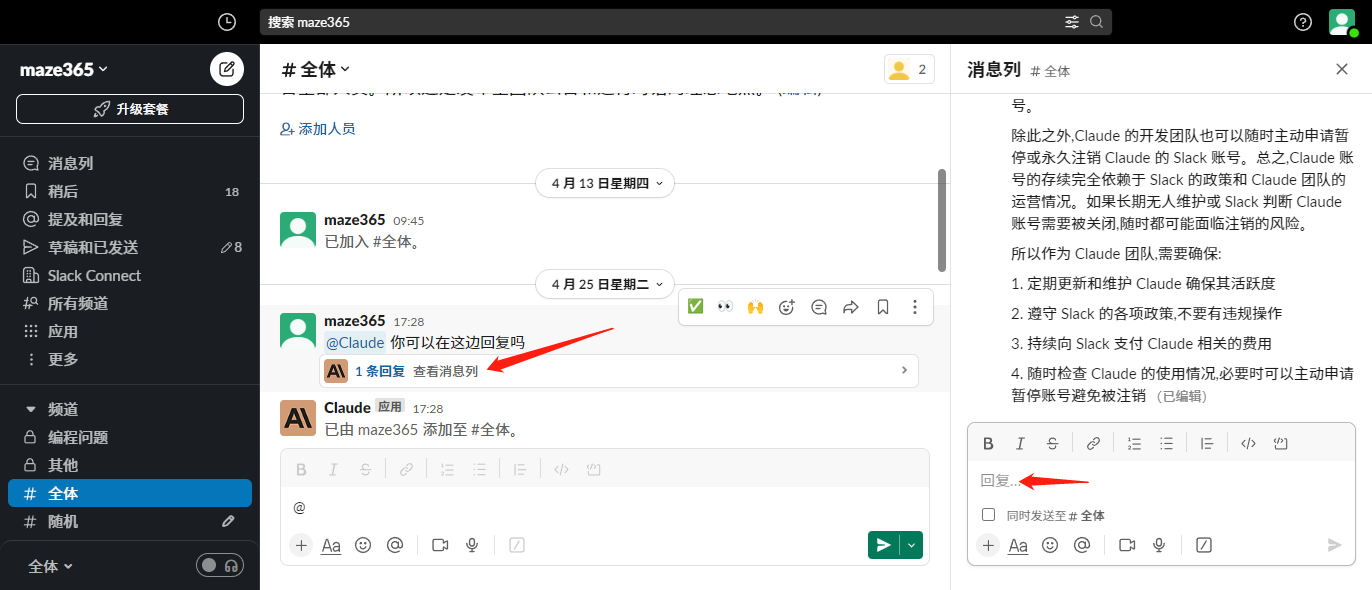 搜索 maze365
maze365
升级套餐
消息列
稍后
18
提及和回复
草稿和已发送
8
Slack Connect
所有频道
应用
更多
频道
编程问题
其他
# 全体
# 随机
全体
# 全体
2
添加人员
4 月 13 日星期四
maze365 09:45
已加入 #全体。
4 月 25 日星期二
maze365 17:28
@Claude 你可以在这边回复吗
1 条回复 查看消息列
Claude 应用 17:28
已由 maze365 添加至 #全体。
B I S
@
Aa
消息列 # 全体
号。
除此之外,Claude 的开发团队也可以随时主动申请暂
停或永久注销 Claude 的 Slack 账号。总之,Claude 账
号的存续完全依赖于 Slack 的政策和 Claude 团队的
运营情况。如果长期无人维护或 Slack 判断 Claude
账号需要被关闭,随时都可能面临注销的风险。
所以作为 Claude 团队,需要确保:
1. 定期更新和维护 Claude 确保其活跃度
2. 遵守 Slack 的各项政策,不要有违规操作
3. 持续向 Slack 支付 Claude 相关的费用
4. 随时检查 Claude 的使用情况,必要时可以主动申请
暂停账号避免被注销 (已编辑)
B I S
回复...
同时发送至 # 全体
Aa